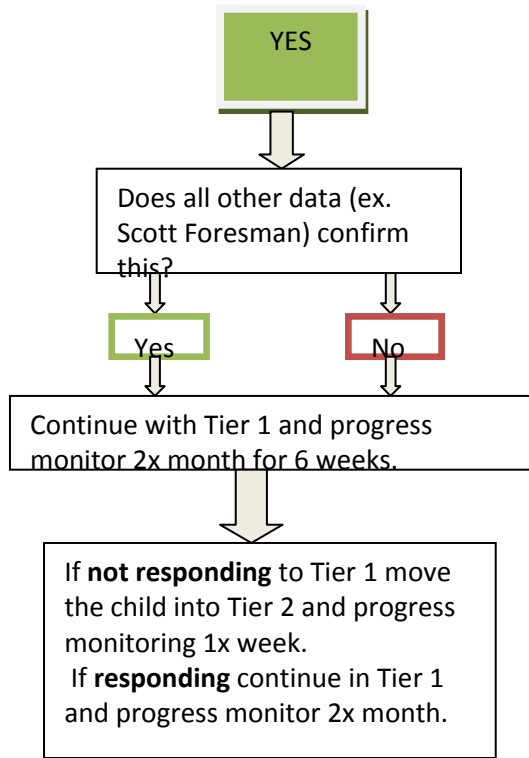 YES
Does all other data (ex.
Scott Foresman) confirm
this?
Yes
No
Continue with Tier 1 and progress
monitor 2x month for 6 weeks.
If not responding to Tier 1 move
the child into Tier 2 and progress
monitoring 1x week.
If responding continue in Tier 1
and progress monitor 2x month.